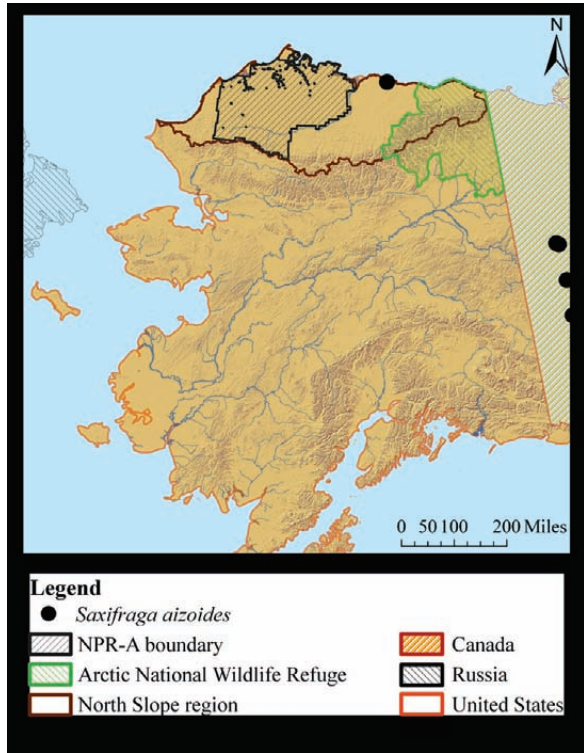 N
0 50 100 200 Miles
Legend
Saxifraga aizoides
NPR-A boundary
Canada
Arctic National Wildlife Refuge
Russia
North Slope region
United States